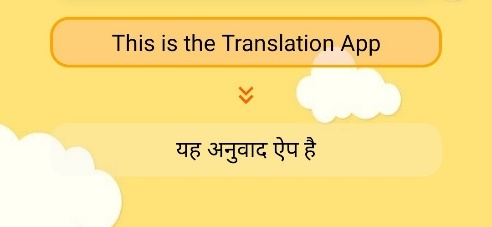 This is the Translation App
यह अनुवाद ऐप है